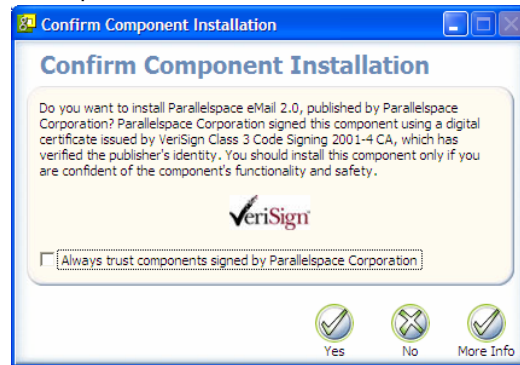 Confirm Component Installation
Confirm Component Installation
Do you want to install Parallelspace eMail 2.0, published by Parallelspace
Corporation? Parallelspace Corporation signed this component using a digital
certificate issued by VeriSign Class 3 Code Signing 2001-4 CA, which has
verified the publisher's identity. You should install this component only if you
are confident of the component's functionality and safety.
VeriSign
Always trust components signed by Parallelspace Corporation
Yes No More Info